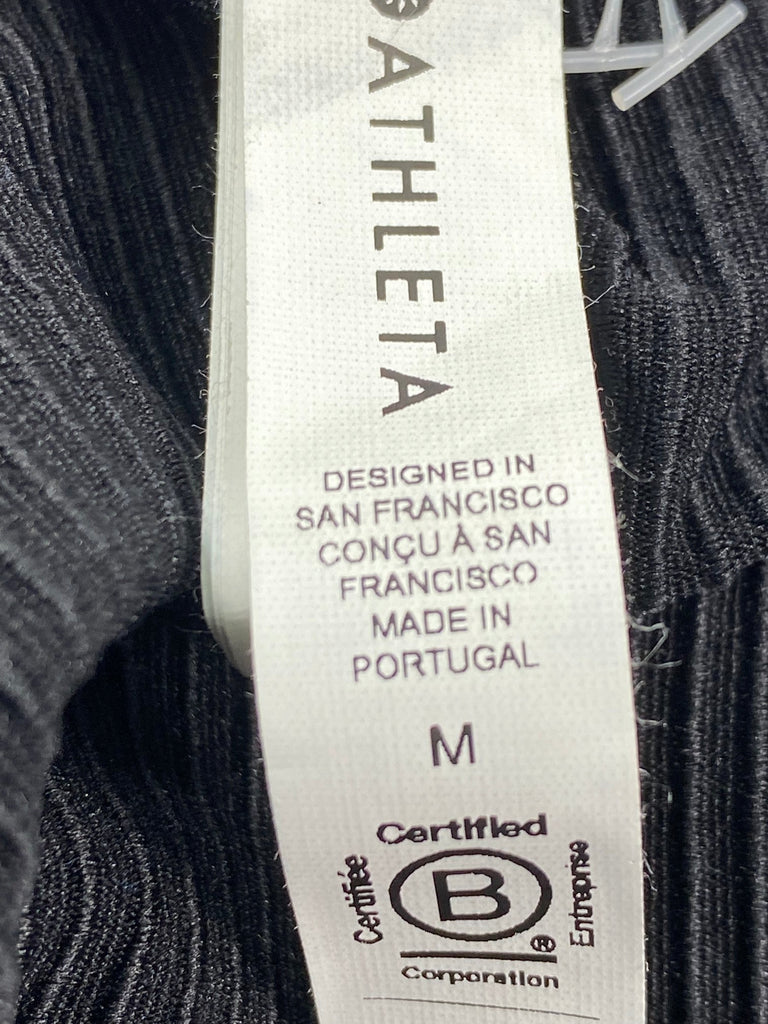 ATHLETA
DESIGNED IN
SAN FRANCISCO
CONÇU À SAN
FRANCISCO
MADE IN
PORTUGAL
M
Certified
Certifiée
B
Entreprise
®
Corporation